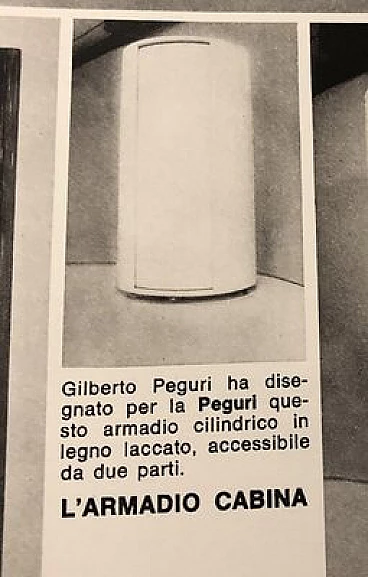 Gilberto Peguri ha dise-
gnato per la Peguri que-
sto armadio cilindrico in
legno laccato, accessibile
da due parti.
L'ARMADIO CABINA